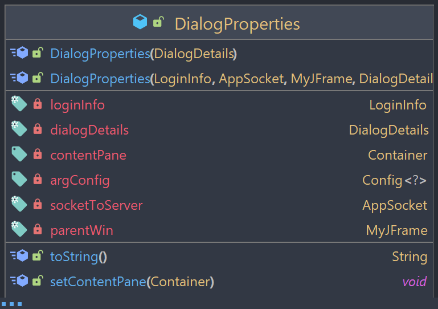 DialogProperties
DialogProperties(DialogDetails)
DialogProperties(LoginInfo, AppSocket, MyJFrame, DialogDetail
loginInfo LoginInfo
dialogDetails DialogDetails
contentPane Container
argConfig Config<?>
socketToServer AppSocket
parentWin MyJFrame
toString() String
setContentPane(Container) void